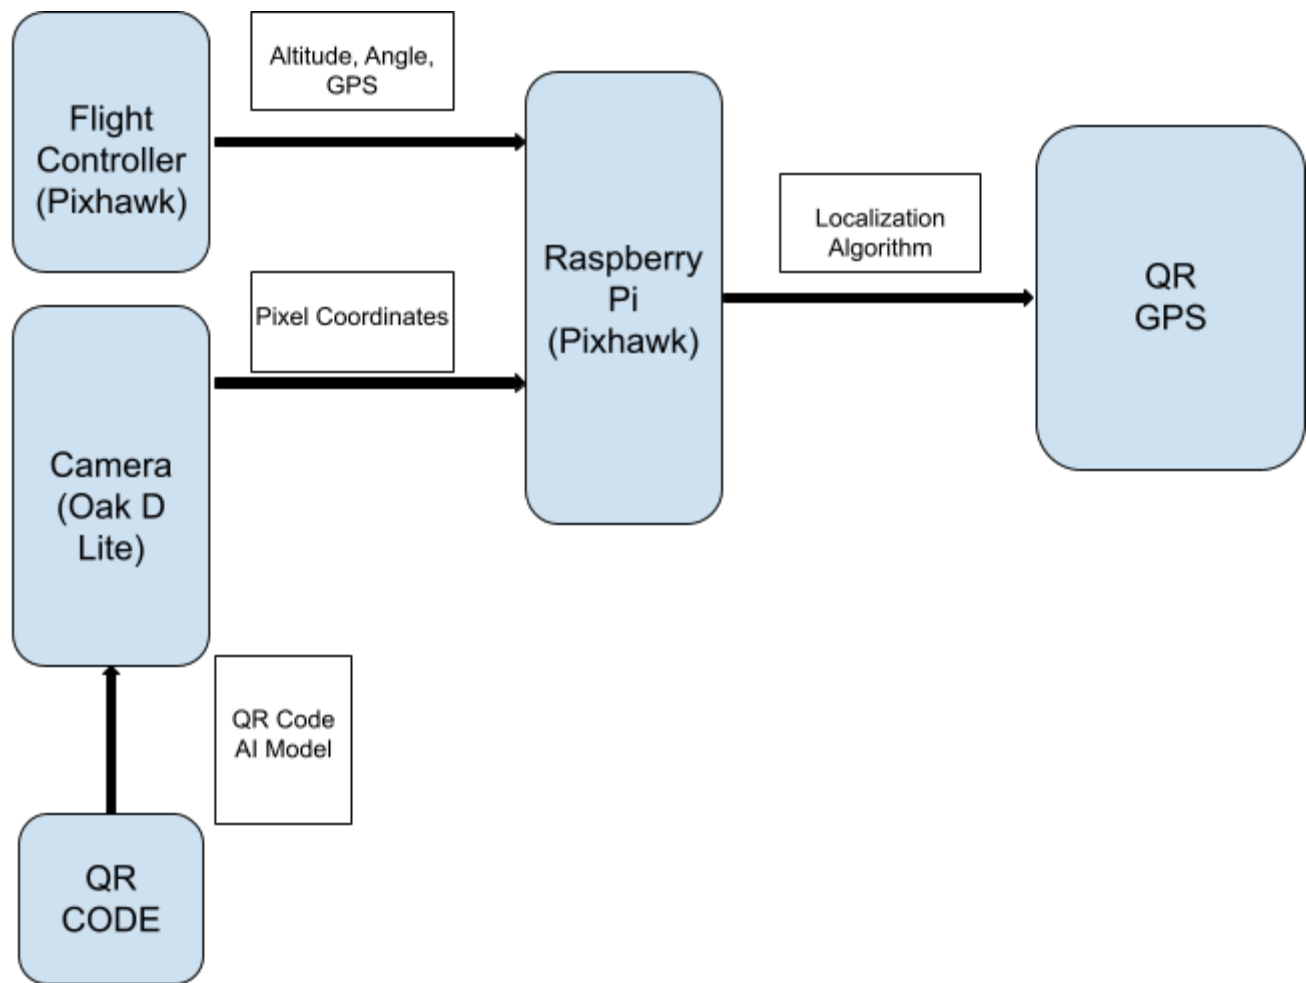 Flight
Controller
(Pixhawk)
Altitude, Angle,
GPS
Raspberry
Pi
(Pixhawk)
Localization
Algorithm
QR
GPS
Pixel Coordinates
Camera
(Oak D
Lite)
QR Code
AI Model
QR
CODE